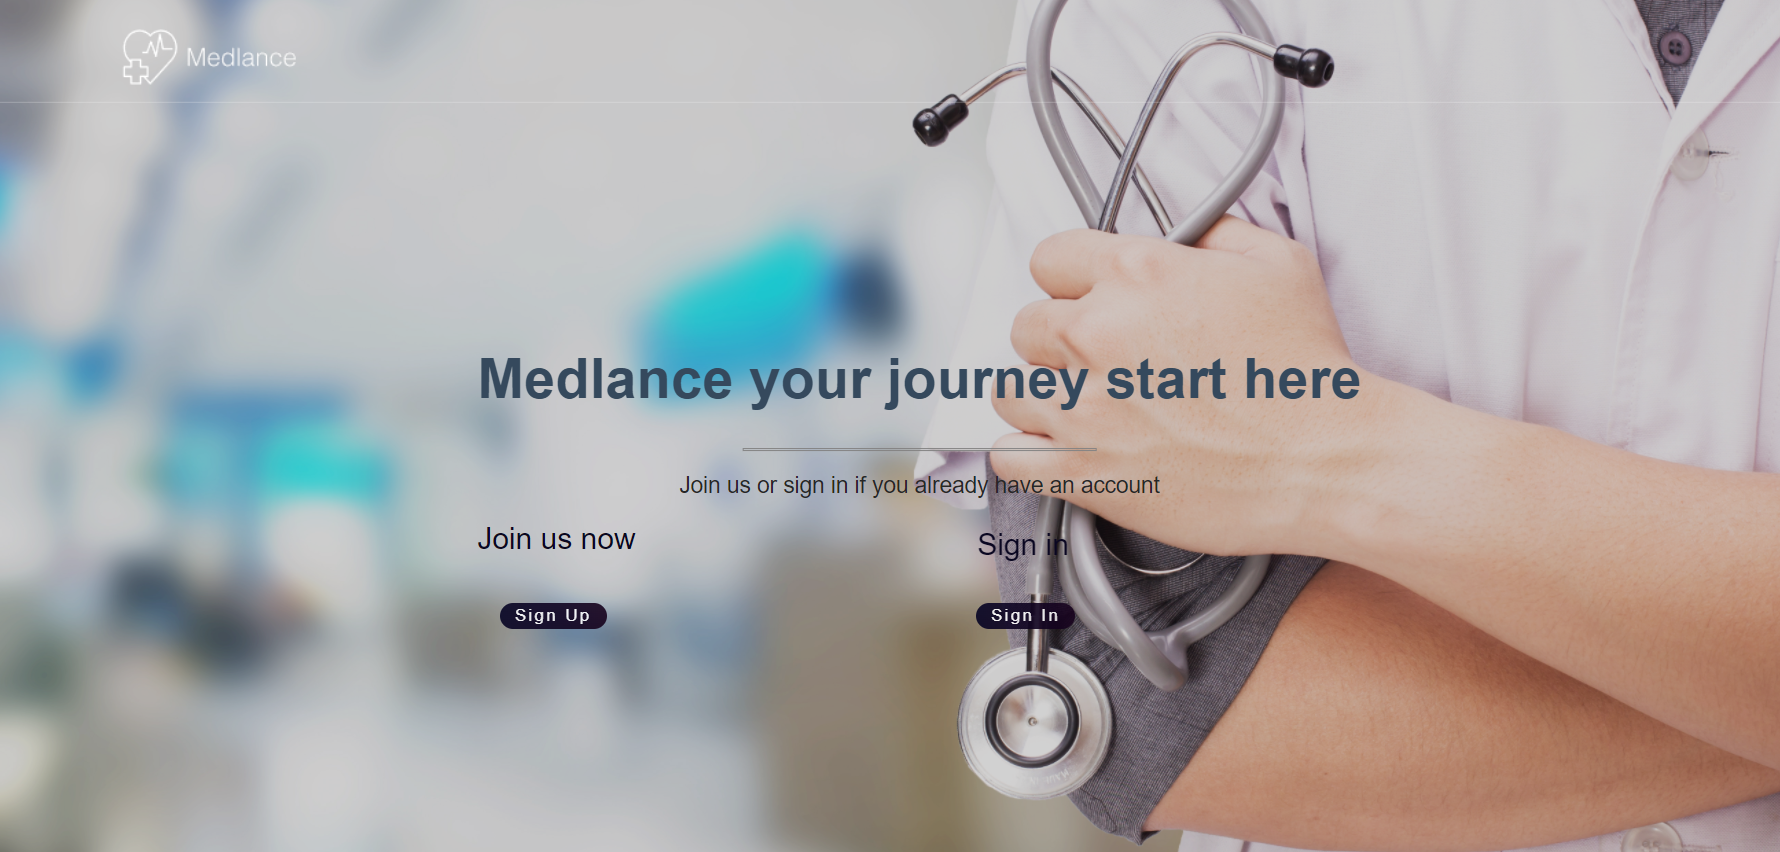 Medlance
Medlance your journey start here
Join us or sign in if you already have an account
Join us now
Sign in
Sign Up
Sign In